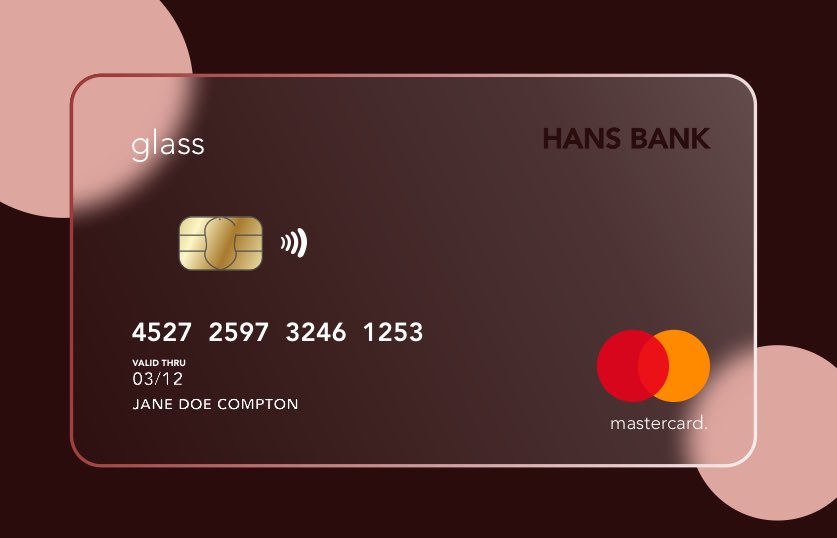 glass
HANS BANK
4527 2597 3246 1253
VALID THRU
03/12
JANE DOE COMPTON
mastercard.